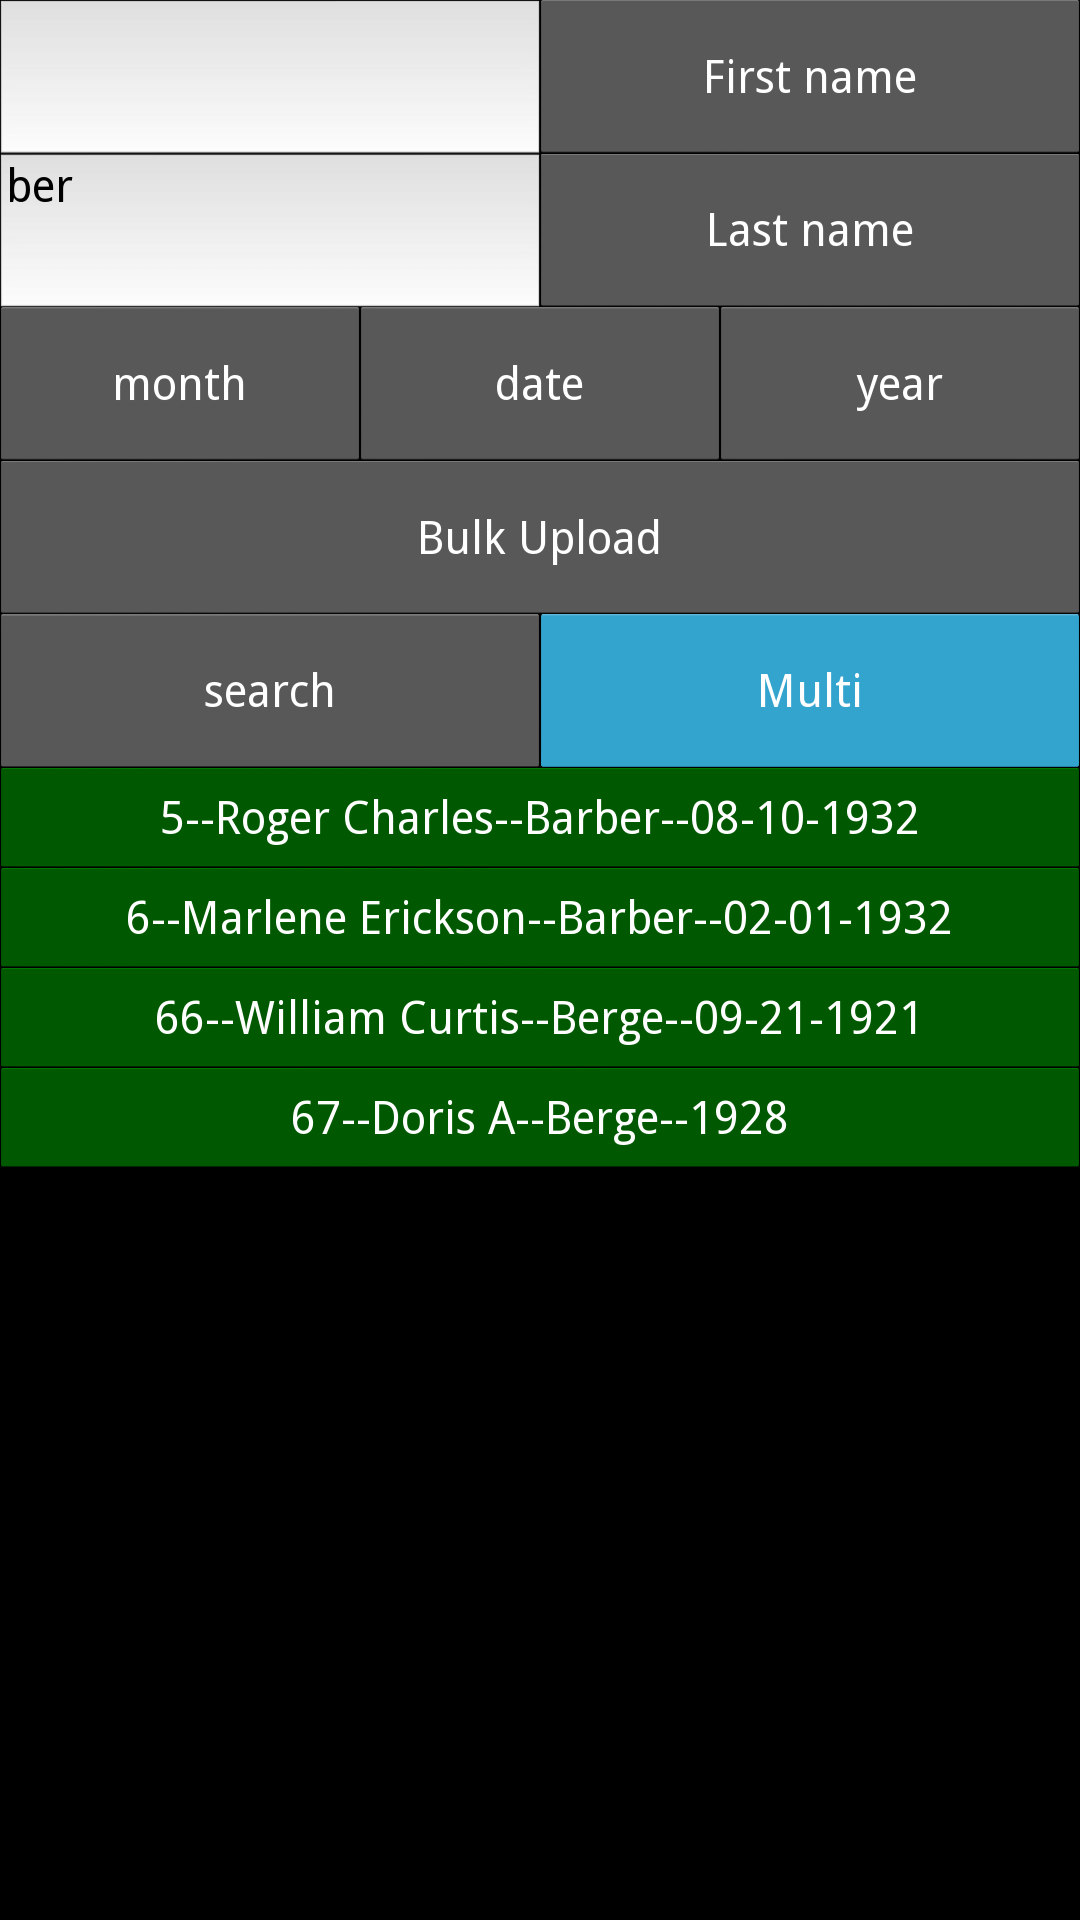 First name
ber
Last name
month date year
Bulk Upload
search Multi
5--Roger Charles--Barber--08-10-1932
6--Marlene Erickson--Barber--02-01-1932
66--William Curtis--Berge--09-21-1921
67--Doris A--Berge--1928